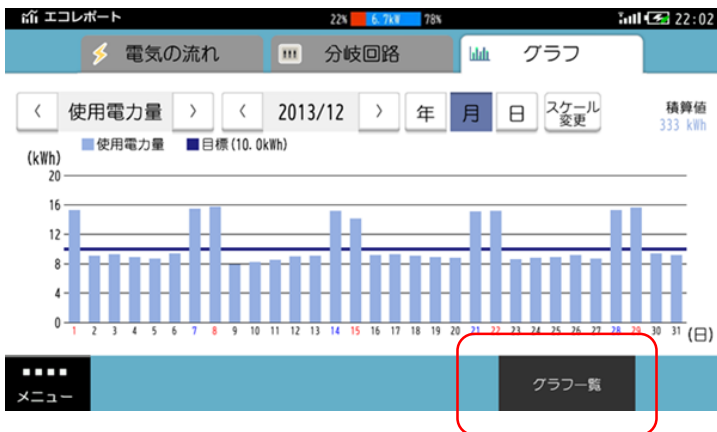 エコレポート 22% 6.7kW 78% 22:02
電気の流れ 分岐回路 グラフ
< 使用電力量 > < 2013/12 > 年 月 日 スケール変更 積算値
333 kWh
使用電力量 目標(10.0kWh)
(kWh)
20
16
12
8
4
0
1 2 3 4 5 6 7 8 9 10 11 12 13 14 15 16 17 18 19 20 21 22 23 24 25 26 27 28 29 30 31 (日)
メニュー グラフ一覧